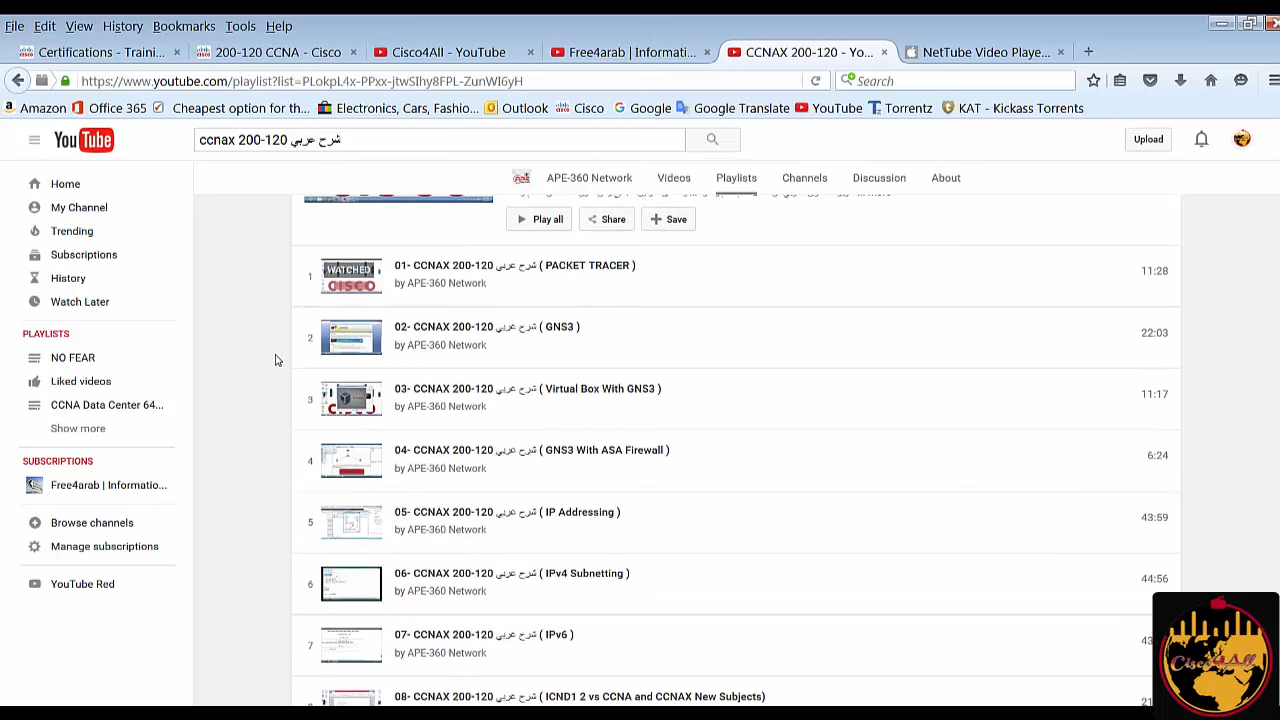 File Edit View History Bookmarks Tools Help
Certifications - Traini... × 200-120 CCNA - Cisco × Cisco4All - YouTube × Free4arab | Informati... × CCNAX 200-120 - Yo... × NetTube Video Playe... × +
https://www.youtube.com/playlist?list=PLokpL4x-PPxx-jtwSIhy8FPL-ZunWI6yH Search
Amazon Office 365 Cheapest option for th... Electronics, Cars, Fashio... Outlook Cisco Google Google Translate YouTube Torrentz KAT - Kickass Torrents
YouTube ccnax 200-120 شرح عربي Upload
APE-360 Network Videos Playlists Channels Discussion About
Play all Share Save
Home
My Channel
Trending
Subscriptions
History
Watch Later
PLAYLISTS
NO FEAR
Liked videos
CCNA Data Center 64...
Show more
SUBSCRIPTIONS
Free4arab | Informatio...
Browse channels
Manage subscriptions
YouTube Red
1 WATCHED CISCO 01- CCNAX 200-120 شرح عربي ( PACKET TRACER ) 11:28
by APE-360 Network
2 02- CCNAX 200-120 شرح عربي ( GNS3 ) 22:03
by APE-360 Network
3 03- CCNAX 200-120 شرح عربي ( Virtual Box With GNS3 ) 11:17
by APE-360 Network
4 04- CCNAX 200-120 شرح عربي ( GNS3 With ASA Firewall ) 6:24
by APE-360 Network
5 05- CCNAX 200-120 شرح عربي ( IP Addressing ) 43:59
by APE-360 Network
6 06- CCNAX 200-120 شرح عربي ( IPv4 Subnetting ) 44:56
by APE-360 Network
7 07- CCNAX 200-120 شرح عربي ( IPv6 )
by APE-360 Network
08- CCNAX 200-120 شرح عربي ( ICND1 2 vs CCNA and CCNAX New Subjects)
Cisco4All